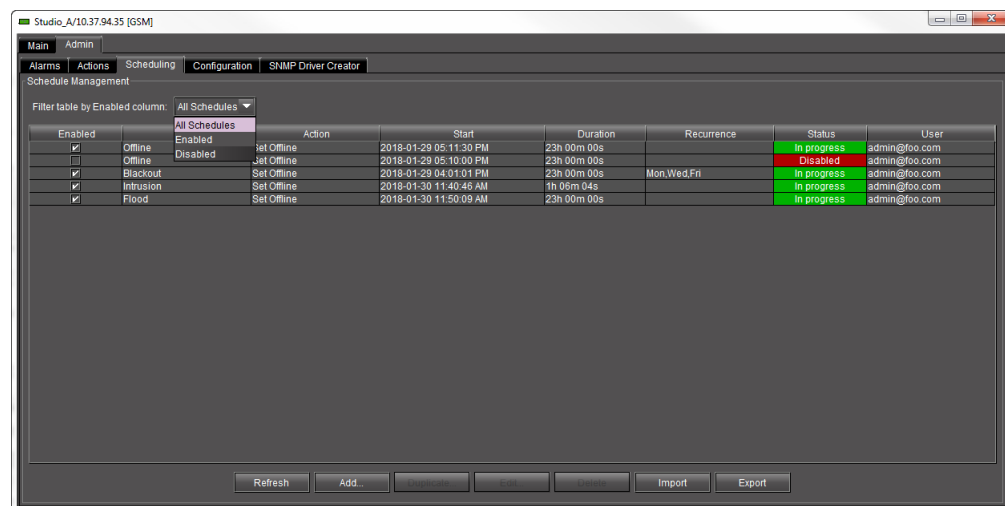 Studio_A/10.37.94.35 [GSM]
Main Admin
Alarms Actions Scheduling Configuration SNMP Driver Creator
Schedule Management
Filter table by Enabled column: All Schedules
All Schedules
Enabled
Disabled
Enabled Action Start Duration Recurrence Status User
Offline Set Offline 2018-01-29 05:11:30 PM 23h 00m 00s In progress admin@foo.com
Offline Set Offline 2018-01-29 05:10:00 PM 23h 00m 00s Disabled admin@foo.com
Blackout Set Offline 2018-01-29 04:01:01 PM 23h 00m 00s Mon,Wed,Fri In progress admin@foo.com
Intrusion Set Offline 2018-01-30 11:40:46 AM 1h 06m 04s In progress admin@foo.com
Flood Set Offline 2018-01-30 11:50:09 AM 23h 00m 00s In progress admin@foo.com
Refresh Add... Duplicate... Edit... Delete Import Export